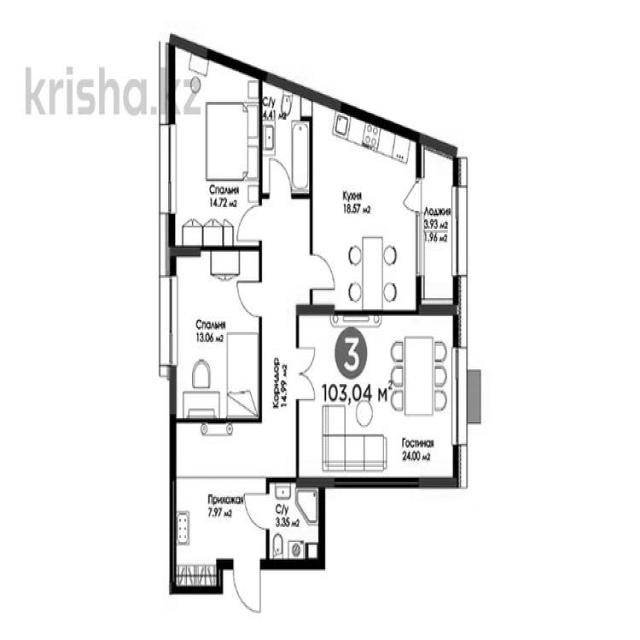 krisha.kz
С/у
4.41 м2
Спальня
14.72 м2
Кухня
18.57 м2
Лоджия
3.93 м2
1.96 м2
Спальня
13.06 м2
Коридор
14.99 м2
3
103,04 м2
Гостиная
24.00 м2
Прихожая
7.97 м2
С/у
3.35 м2